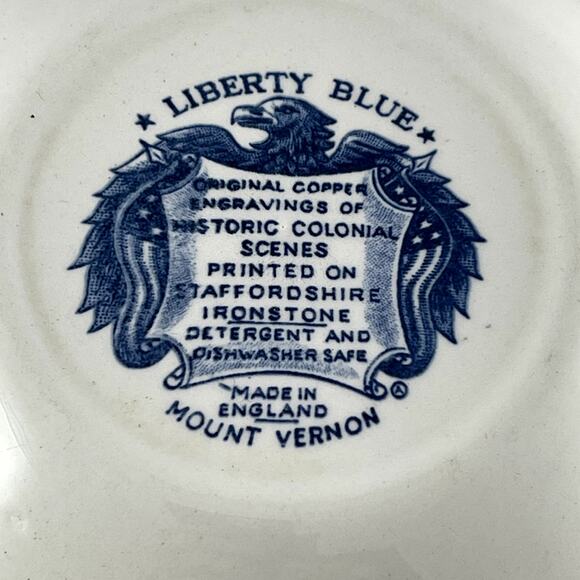 ★ LIBERTY BLUE ★
ORIGINAL COPPER
ENGRAVINGS OF
HISTORIC COLONIAL
SCENES
PRINTED ON
STAFFORDSHIRE
IRONSTONE
DETERGENT AND
DISHWASHER SAFE
MADE IN
ENGLAND
MOUNT VERNON